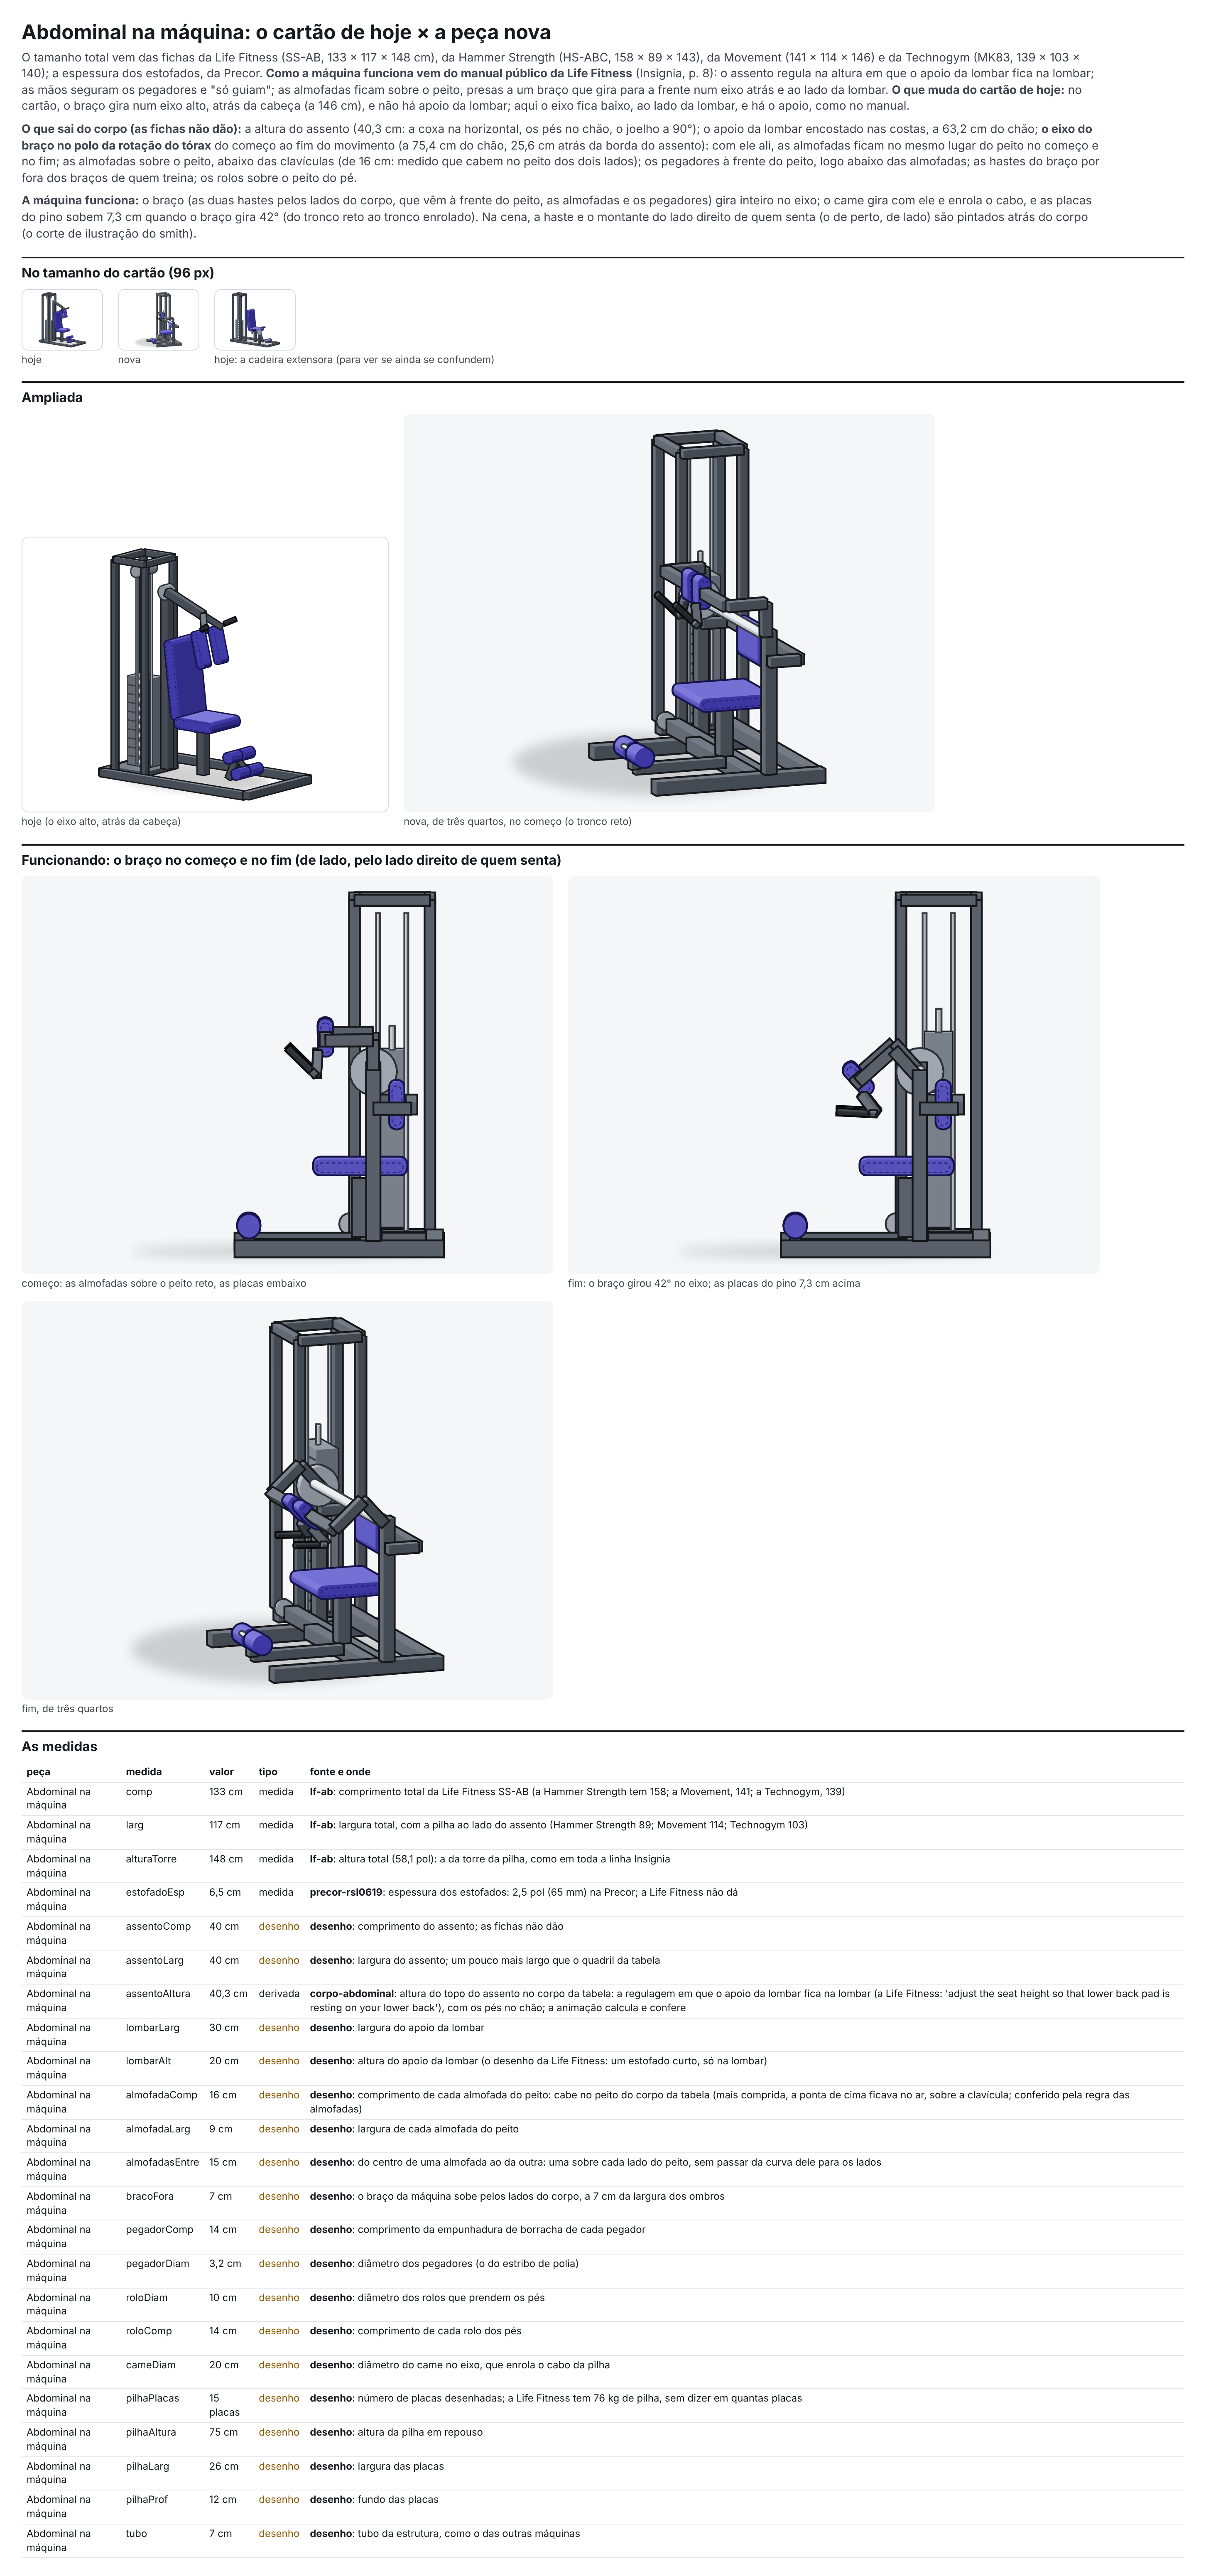 Abdominal na máquina: o cartão de hoje × a peça nova
O tamanho total vem das fichas da Life Fitness (SS-AB, 133 × 117 × 148 cm), da Hammer Strength (HS-ABC, 158 × 89 × 143), da Movement (141 × 114 × 146) e da Technogym (MK83, 139 × 103 ×
140); a espessura dos estofados, da Precor. Como a máquina funciona vem do manual público da Life Fitness (Insignia, p. 8): o assento regula na altura em que o apoio da lombar fica na lombar;
as mãos seguram os pegadores e "só guiam"; as almofadas ficam sobre o peito, presas a um braço que gira para a frente num eixo atrás e ao lado da lombar. O que muda do cartão de hoje: no
cartão, o braço gira num eixo alto, atrás da cabeça (a 146 cm), e não há apoio da lombar; aqui o eixo fica baixo, ao lado da lombar, e há o apoio, como no manual.
O que sai do corpo (as fichas não dão): a altura do assento (40,3 cm: a coxa na horizontal, os pés no chão, o joelho a 90°); o apoio da lombar encostado nas costas, a 63,2 cm do chão; o eixo do
braço no polo da rotação do tórax do começo ao fim do movimento (a 75,4 cm do chão, 25,6 cm atrás da borda do assento): com ele ali, as almofadas ficam no mesmo lugar do peito no começo e
no fim; as almofadas sobre o peito, abaixo das clavículas (de 16 cm: medido que cabem no peito dos dois lados); os pegadores à frente do peito, logo abaixo das almofadas; as hastes do braço por
fora dos braços de quem treina; os rolos sobre o peito do pé.
A máquina funciona: o braço (as duas hastes pelos lados do corpo, que vêm à frente do peito, as almofadas e os pegadores) gira inteiro no eixo; o came gira com ele e enrola o cabo, e as placas
do pino sobem 7,3 cm quando o braço gira 42° (do tronco reto ao tronco enrolado). Na cena, a haste e o montante do lado direito de quem senta (o de perto, de lado) são pintados atrás do corpo
(o corte de ilustração do smith).
No tamanho do cartão (96 px)
hoje
nova
hoje: a cadeira extensora (para ver se ainda se confundem)
Ampliada
hoje (o eixo alto, atrás da cabeça)
nova, de três quartos, no começo (o tronco reto)
Funcionando: o braço no começo e no fim (de lado, pelo lado direito de quem senta)
começo: as almofadas sobre o peito reto, as placas embaixo
fim: o braço girou 42° no eixo; as placas do pino 7,3 cm acima
fim, de três quartos
As medidas
peça medida valor tipo fonte e onde
Abdominal na máquina comp 133 cm medida lf-ab: comprimento total da Life Fitness SS-AB (a Hammer Strength tem 158; a Movement, 141; a Technogym, 139)
Abdominal na máquina larg 117 cm medida lf-ab: largura total, com a pilha ao lado do assento (Hammer Strength 89; Movement 114; Technogym 103)
Abdominal na máquina alturaTorre 148 cm medida lf-ab: altura total (58,1 pol): a da torre da pilha, como em toda a linha Insignia
Abdominal na máquina estofadoEsp 6,5 cm medida precor-rsl0619: espessura dos estofados: 2,5 pol (65 mm) na Precor; a Life Fitness não dá
Abdominal na máquina assentoComp 40 cm desenho desenho: comprimento do assento; as fichas não dão
Abdominal na máquina assentoLarg 40 cm desenho desenho: largura do assento; um pouco mais largo que o quadril da tabela
Abdominal na máquina assentoAltura 40,3 cm derivada corpo-abdominal: altura do topo do assento no corpo da tabela: a regulagem em que o apoio da lombar fica na lombar (a Life Fitness: 'adjust the seat height so that lower back pad is
resting on your lower back'), com os pés no chão; a animação calcula e confere
Abdominal na máquina lombarLarg 30 cm desenho desenho: largura do apoio da lombar
Abdominal na máquina lombarAlt 20 cm desenho desenho: altura do apoio da lombar (o desenho da Life Fitness: um estofado curto, só na lombar)
Abdominal na máquina almofadaComp 16 cm desenho desenho: comprimento de cada almofada do peito: cabe no peito do corpo da tabela (mais comprida, a ponta de cima ficava no ar, sobre a clavícula; conferido pela regra das
almofadas)
Abdominal na máquina almofadaLarg 9 cm desenho desenho: largura de cada almofada do peito
Abdominal na máquina almofadasEntre 15 cm desenho desenho: do centro de uma almofada ao da outra: uma sobre cada lado do peito, sem passar da curva dele para os lados
Abdominal na máquina bracoFora 7 cm desenho desenho: o braço da máquina sobe pelos lados do corpo, a 7 cm da largura dos ombros
Abdominal na máquina pegadorComp 14 cm desenho desenho: comprimento da empunhadura de borracha de cada pegador
Abdominal na máquina pegadorDiam 3,2 cm desenho desenho: diâmetro dos pegadores (o do estribo de polia)
Abdominal na máquina roloDiam 10 cm desenho desenho: diâmetro dos rolos que prendem os pés
Abdominal na máquina roloComp 14 cm desenho desenho: comprimento de cada rolo dos pés
Abdominal na máquina cameDiam 20 cm desenho desenho: diâmetro do came no eixo, que enrola o cabo da pilha
Abdominal na máquina pilhaPlacas 15 placas desenho desenho: número de placas desenhadas; a Life Fitness tem 76 kg de pilha, sem dizer em quantas placas
Abdominal na máquina pilhaAltura 75 cm desenho desenho: altura da pilha em repouso
Abdominal na máquina pilhaLarg 26 cm desenho desenho: largura das placas
Abdominal na máquina pilhaProf 12 cm desenho desenho: fundo das placas
Abdominal na máquina tubo 7 cm desenho desenho: tubo da estrutura, como o das outras máquinas